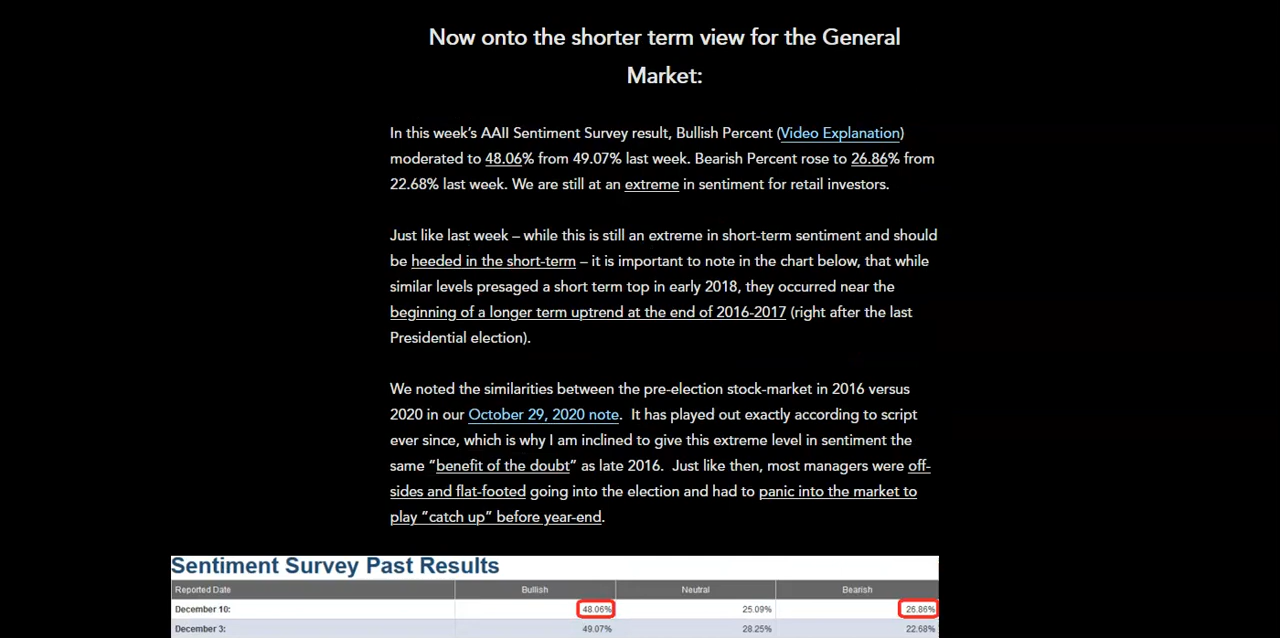 Now onto the shorter term view for the General
Market:
In this week’s AAII Sentiment Survey result, Bullish Percent (Video Explanation)
moderated to 48.06% from 49.07% last week. Bearish Percent rose to 26.86% from
22.68% last week. We are still at an extreme in sentiment for retail investors.
Just like last week – while this is still an extreme in short-term sentiment and should
be heeded in the short-term – it is important to note in the chart below, that while
similar levels presaged a short term top in early 2018, they occurred near the
beginning of a longer term uptrend at the end of 2016-2017 (right after the last
Presidential election).
We noted the similarities between the pre-election stock-market in 2016 versus
2020 in our October 29, 2020 note.  It has played out exactly according to script
ever since, which is why I am inclined to give this extreme level in sentiment the
same “benefit of the doubt” as late 2016.  Just like then, most managers were off-
sides and flat-footed going into the election and had to panic into the market to
play “catch up” before year-end.
Sentiment Survey Past Results
Reported Date Bullish Neutral Bearish
December 10: 48.06% 25.09% 26.86%
December 3: 49.07% 28.25% 22.68%